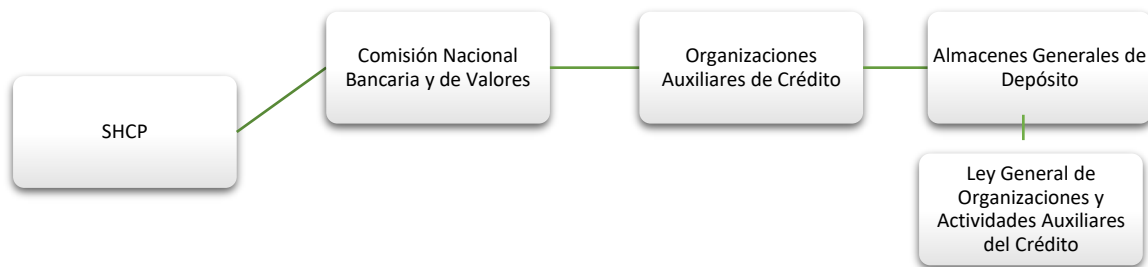 SHCP
Comisión Nacional
Bancaria y de Valores
Organizaciones
Auxiliares de Crédito
Almacenes Generales de
Depósito
Ley General de
Organizaciones y
Actividades Auxiliares
del Crédito